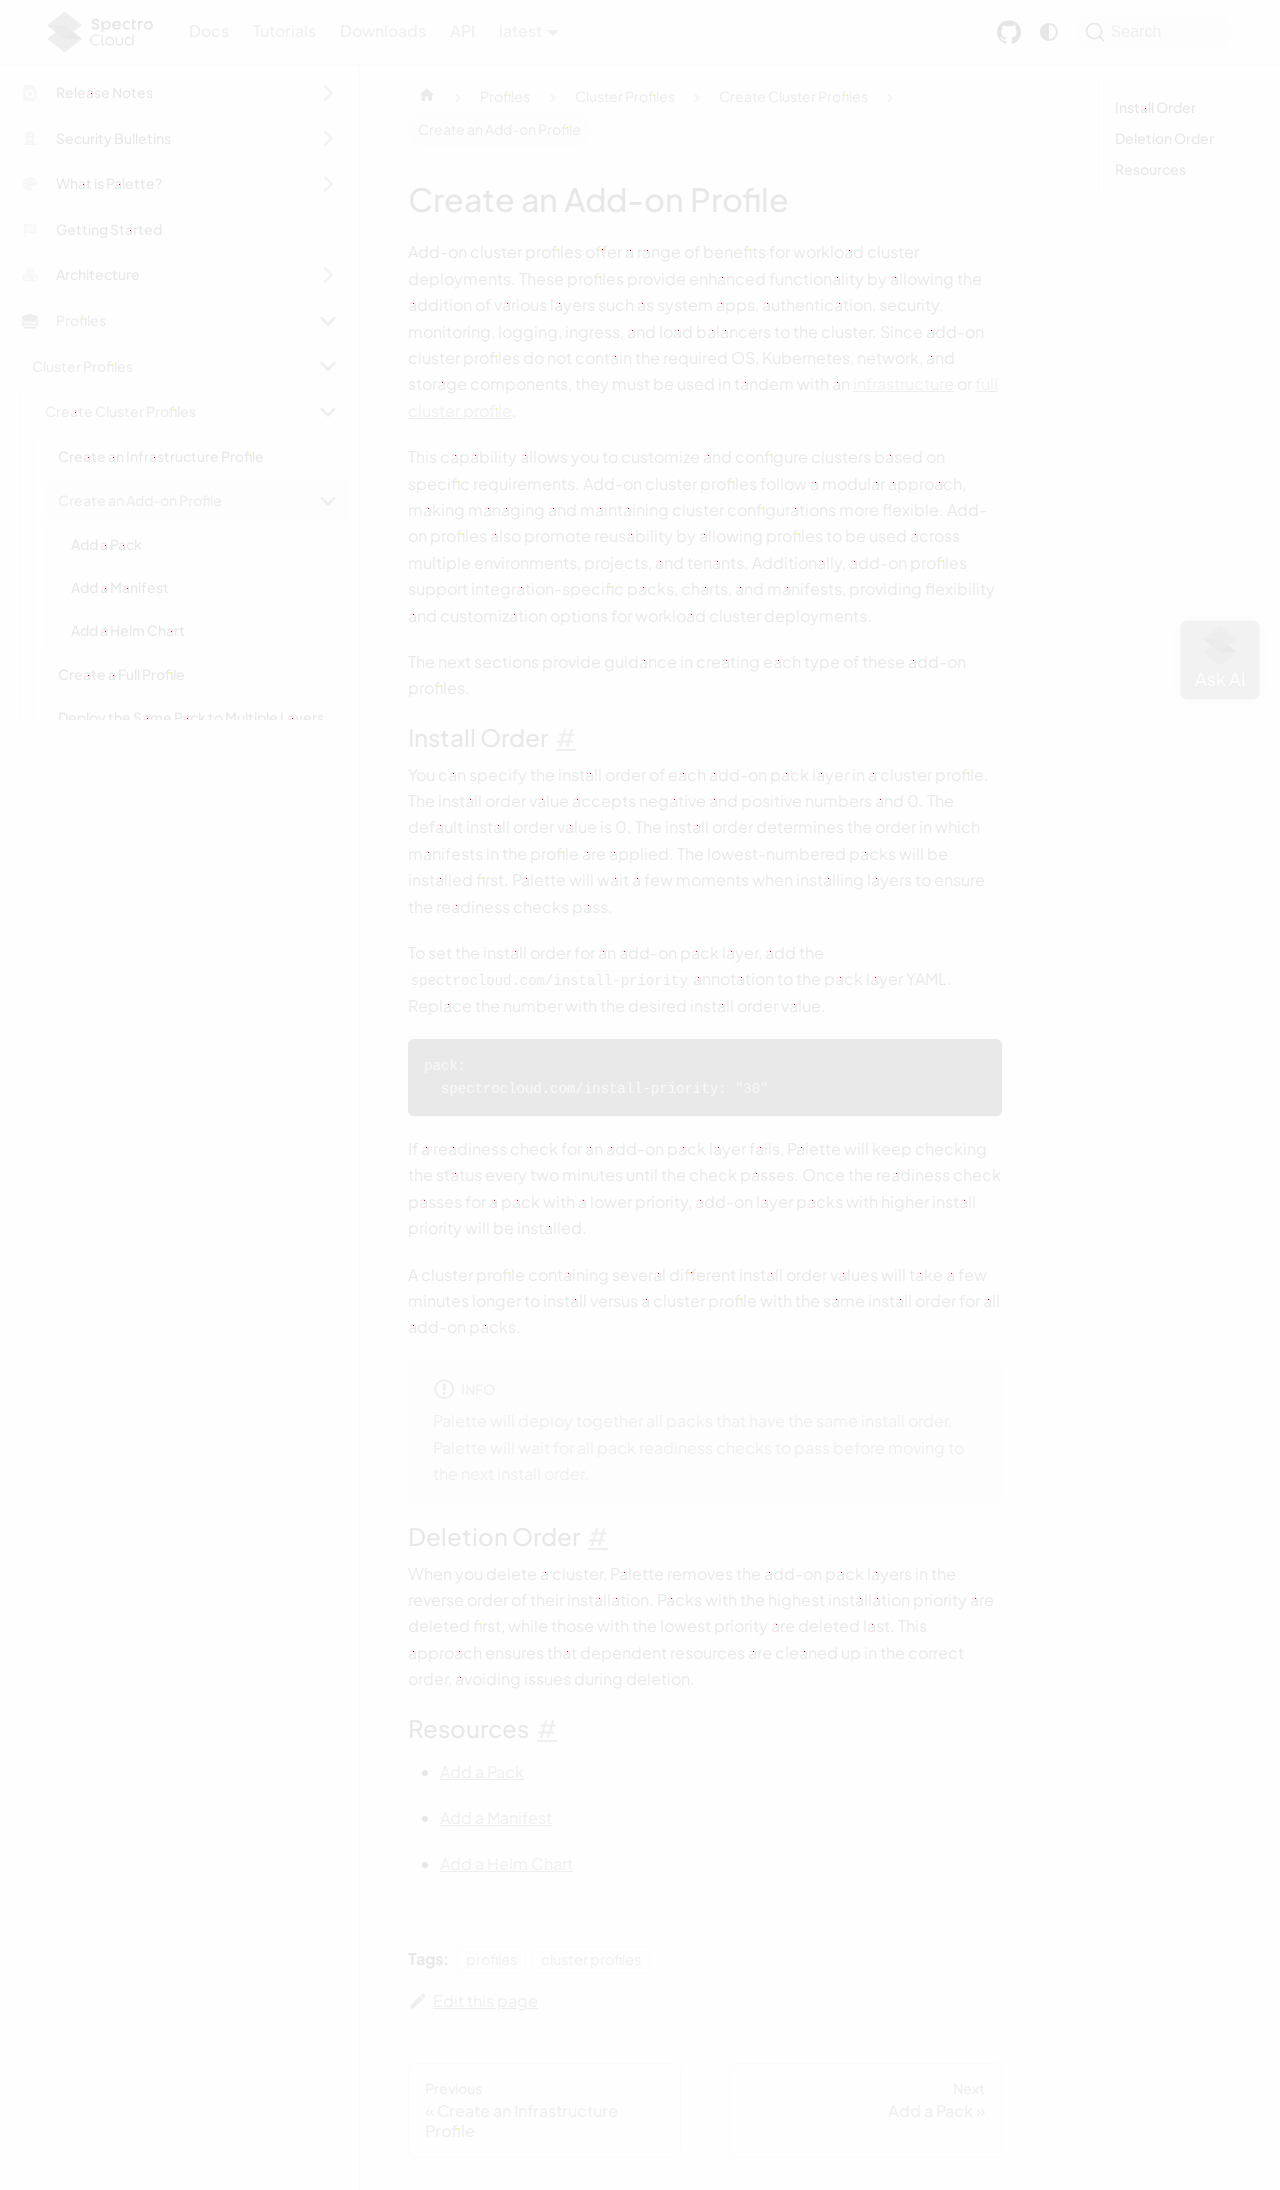 Spectro
Cloud
Docs
Tutorials
Downloads
API
latest
Search
Release Notes
Security Bulletins
What is Palette?
Getting Started
Architecture
Profiles
Cluster Profiles
Create Cluster Profiles
Create an Infrastructure Profile
Create an Add-on Profile
Add a Pack
Add a Manifest
Add a Helm Chart
Create a Full Profile
Deploy the Same Pack to Multiple Layers
Profiles
Cluster Profiles
Create Cluster Profiles
Create an Add-on Profile
Create an Add-on Profile
Add-on cluster profiles offer a range of benefits for workload cluster
deployments. These profiles provide enhanced functionality by allowing the
addition of various layers such as system apps, authentication, security,
monitoring, logging, ingress, and load balancers to the cluster. Since add-on
cluster profiles do not contain the required OS, Kubernetes, network, and
storage components, they must be used in tandem with an infrastructure or full
cluster profile.
This capability allows you to customize and configure clusters based on
specific requirements. Add-on cluster profiles follow a modular approach,
making managing and maintaining cluster configurations more flexible. Add-
on profiles also promote reusability by allowing profiles to be used across
multiple environments, projects, and tenants. Additionally, add-on profiles
support integration-specific packs, charts, and manifests, providing flexibility
and customization options for workload cluster deployments.
The next sections provide guidance in creating each type of these add-on
profiles.
Install Order #
You can specify the install order of each add-on pack layer in a cluster profile.
The install order value accepts negative and positive numbers and 0. The
default install order value is 0. The install order determines the order in which
manifests in the profile are applied. The lowest-numbered packs will be
installed first. Palette will wait a few moments when installing layers to ensure
the readiness checks pass.
To set the install order for an add-on pack layer, add the
spectrocloud.com/install-priority annotation to the pack layer YAML.
Replace the number with the desired install order value.
pack:
  spectrocloud.com/install-priority: "30"
If a readiness check for an add-on pack layer fails, Palette will keep checking
the status every two minutes until the check passes. Once the readiness check
passes for a pack with a lower priority, add-on layer packs with higher install
priority will be installed.
A cluster profile containing several different install order values will take a few
minutes longer to install versus a cluster profile with the same install order for all
add-on packs.
INFO
Palette will deploy together all packs that have the same install order.
Palette will wait for all pack readiness checks to pass before moving to
the next install order.
Deletion Order #
When you delete a cluster, Palette removes the add-on pack layers in the
reverse order of their installation. Packs with the highest installation priority are
deleted first, while those with the lowest priority are deleted last. This
approach ensures that dependent resources are cleaned up in the correct
order, avoiding issues during deletion.
Resources #
Add a Pack
Add a Manifest
Add a Helm Chart
Tags: profiles cluster profiles
Edit this page
Previous
« Create an Infrastructure
Profile
Next
Add a Pack »
Install Order
Deletion Order
Resources
Ask AI